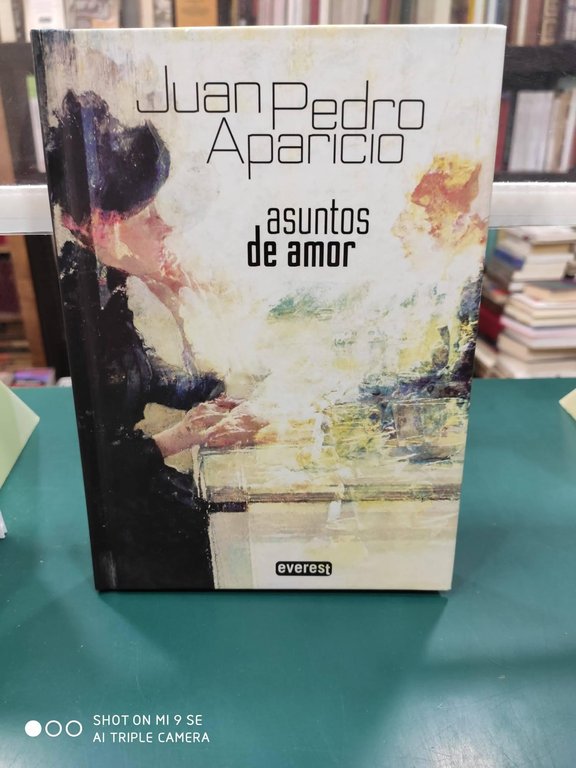 Juan Pedro
Aparicio
asuntos
de amor
everest
SHOT ON MI 9 SE
AI TRIPLE CAMERA